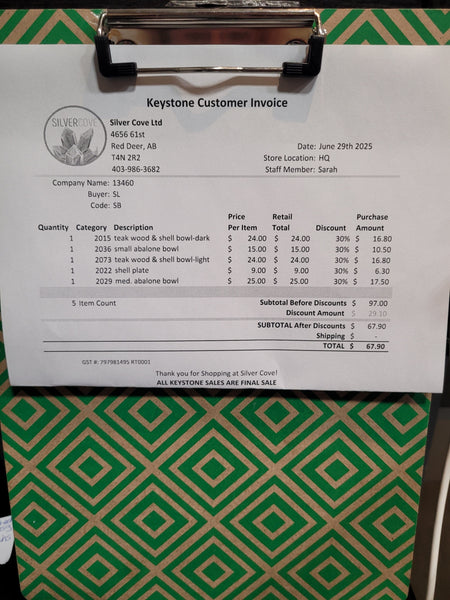 Keystone Customer Invoice
SILVERCOVE
Silver Cove Ltd
4656 61st
Red Deer, AB
T4N 2R2
403-986-3682
Date: June 29th 2025
Store Location: HQ
Staff Member: Sarah
Company Name: 13460
Buyer: SL
Code: SB
Quantity Category Description Price Per Item Retail Total Discount Purchase Amount
1 2015 teak wood & shell bowl-dark $ 24.00 $ 24.00 30% $ 16.80
1 2036 small abalone bowl $ 15.00 $ 15.00 30% $ 10.50
1 2073 teak wood & shell bowl-light $ 24.00 $ 24.00 30% $ 16.80
1 2022 shell plate $ 9.00 $ 9.00 30% $ 6.30
1 2029 med. abalone bowl $ 25.00 $ 25.00 30% $ 17.50
5 Item Count Subtotal Before Discounts $ 97.00
Discount Amount $ 29.10
SUBTOTAL After Discounts $ 67.90
Shipping $ -
TOTAL $ 67.90
GST #: 797981495 RT0001
Thank you for Shopping at Silver Cove!
ALL KEYSTONE SALES ARE FINAL SALE